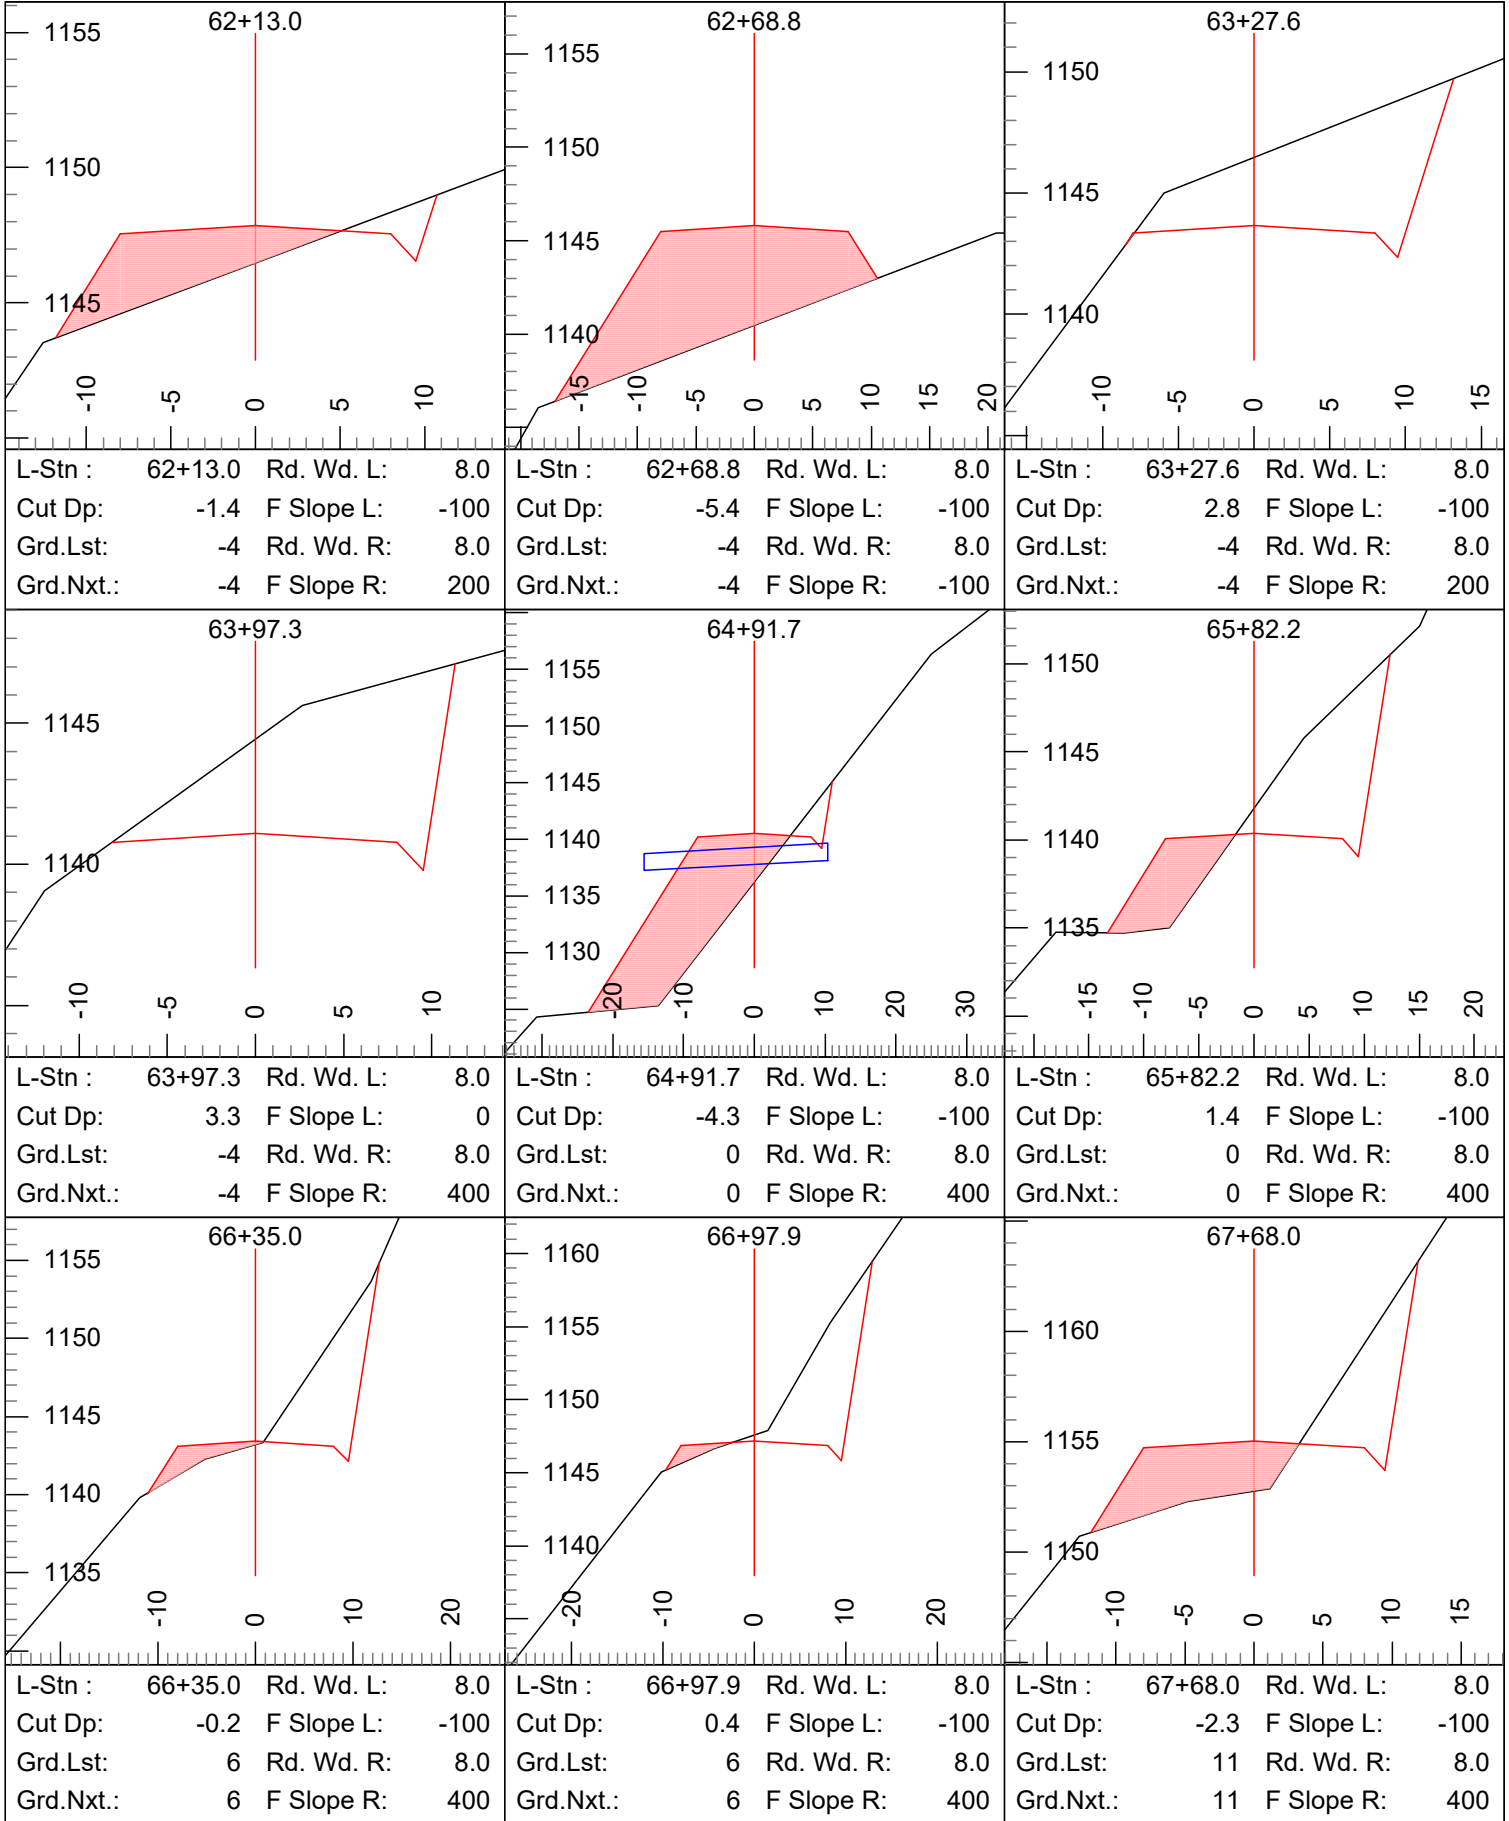 62+13.0
1155
1150
1145
-10 -5 0 5 10
L-Stn : 62+13.0 Rd. Wd. L: 8.0
Cut Dp: -1.4 F Slope L: -100
Grd.Lst: -4 Rd. Wd. R: 8.0
Grd.Nxt.: -4 F Slope R: 200
62+68.8
1155
1150
1145
1140
-15 -10 -5 0 5 10 15 20
L-Stn : 62+68.8 Rd. Wd. L: 8.0
Cut Dp: -5.4 F Slope L: -100
Grd.Lst: -4 Rd. Wd. R: 8.0
Grd.Nxt.: -4 F Slope R: -100
63+27.6
1150
1145
1140
-10 -5 0 5 10 15
L-Stn : 63+27.6 Rd. Wd. L: 8.0
Cut Dp: 2.8 F Slope L: -100
Grd.Lst: -4 Rd. Wd. R: 8.0
Grd.Nxt.: -4 F Slope R: 200
63+97.3
1145
1140
-10 -5 0 5 10
L-Stn : 63+97.3 Rd. Wd. L: 8.0
Cut Dp: 3.3 F Slope L: 0
Grd.Lst: -4 Rd. Wd. R: 8.0
Grd.Nxt.: -4 F Slope R: 400
64+91.7
1155
1150
1145
1140
1135
1130
-20 -10 0 10 20 30
L-Stn : 64+91.7 Rd. Wd. L: 8.0
Cut Dp: -4.3 F Slope L: -100
Grd.Lst: 0 Rd. Wd. R: 8.0
Grd.Nxt.: 0 F Slope R: 400
65+82.2
1150
1145
1140
1135
-15 -10 -5 0 5 10 15 20
L-Stn : 65+82.2 Rd. Wd. L: 8.0
Cut Dp: 1.4 F Slope L: -100
Grd.Lst: 0 Rd. Wd. R: 8.0
Grd.Nxt.: 0 F Slope R: 400
66+35.0
1155
1150
1145
1140
1135
-10 0 10 20
L-Stn : 66+35.0 Rd. Wd. L: 8.0
Cut Dp: -0.2 F Slope L: -100
Grd.Lst: 6 Rd. Wd. R: 8.0
Grd.Nxt.: 6 F Slope R: 400
66+97.9
1160
1155
1150
1145
1140
-20 -10 0 10 20
L-Stn : 66+97.9 Rd. Wd. L: 8.0
Cut Dp: 0.4 F Slope L: -100
Grd.Lst: 6 Rd. Wd. R: 8.0
Grd.Nxt.: 6 F Slope R: 400
67+68.0
1160
1155
1150
-10 -5 0 5 10 15
L-Stn : 67+68.0 Rd. Wd. L: 8.0
Cut Dp: -2.3 F Slope L: -100
Grd.Lst: 11 Rd. Wd. R: 8.0
Grd.Nxt.: 11 F Slope R: 400